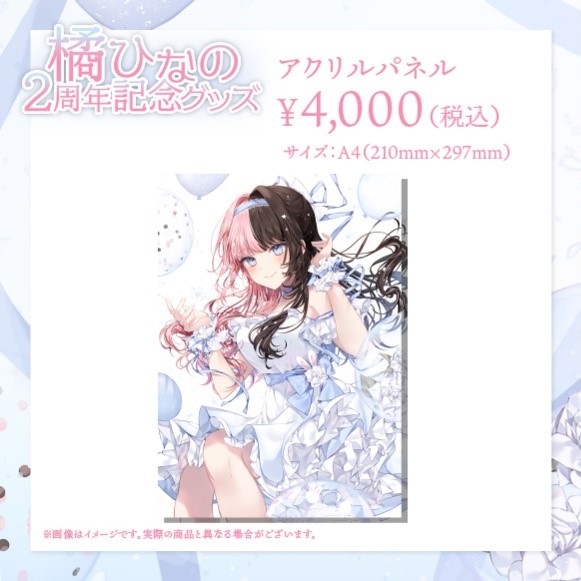 橘ひなの
2周年記念グッズ
アクリルパネル
¥4,000(税込)
サイズ:A4(210mm×297mm)
※画像はイメージです。実際の商品と異なる場合がございます。